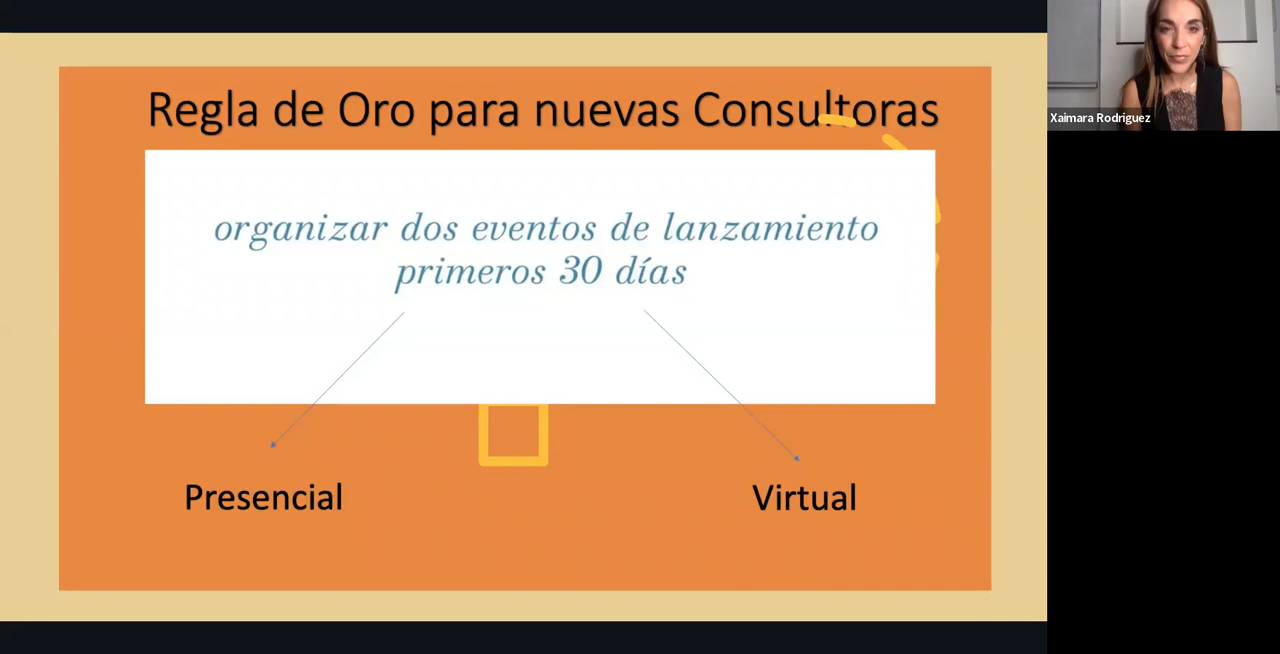 Regla de Oro para nuevas Consultoras
organizar dos eventos de lanzamiento
primeros 30 días
Presencial
Virtual
Xaimara Rodriguez